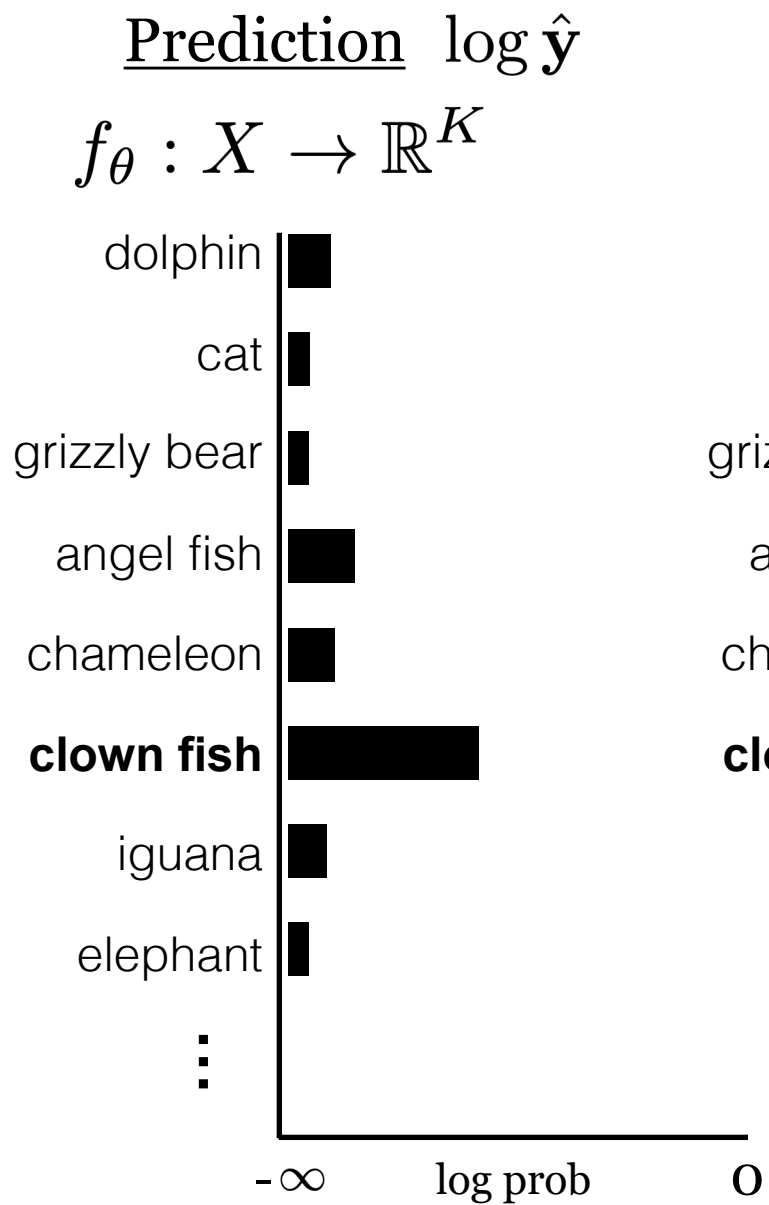 Prediction log ŷ
f_θ : X → ℝ^K
dolphin
cat
grizzly bear
angel fish
chameleon
clown fish
iguana
elephant
⋮
-∞ log prob 0